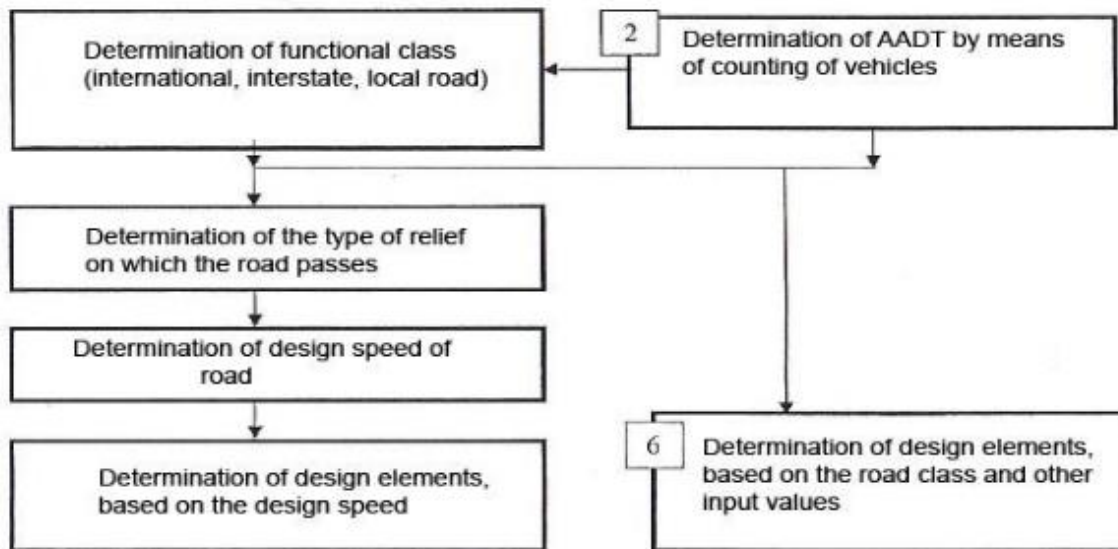 Determination of functional class
(international, interstate, local road)
2
Determination of AADT by means
of counting of vehicles
Determination of the type of relief
on which the road passes
Determination of design speed of
road
Determination of design elements,
based on the design speed
6
Determination of design elements,
based on the road class and other
input values